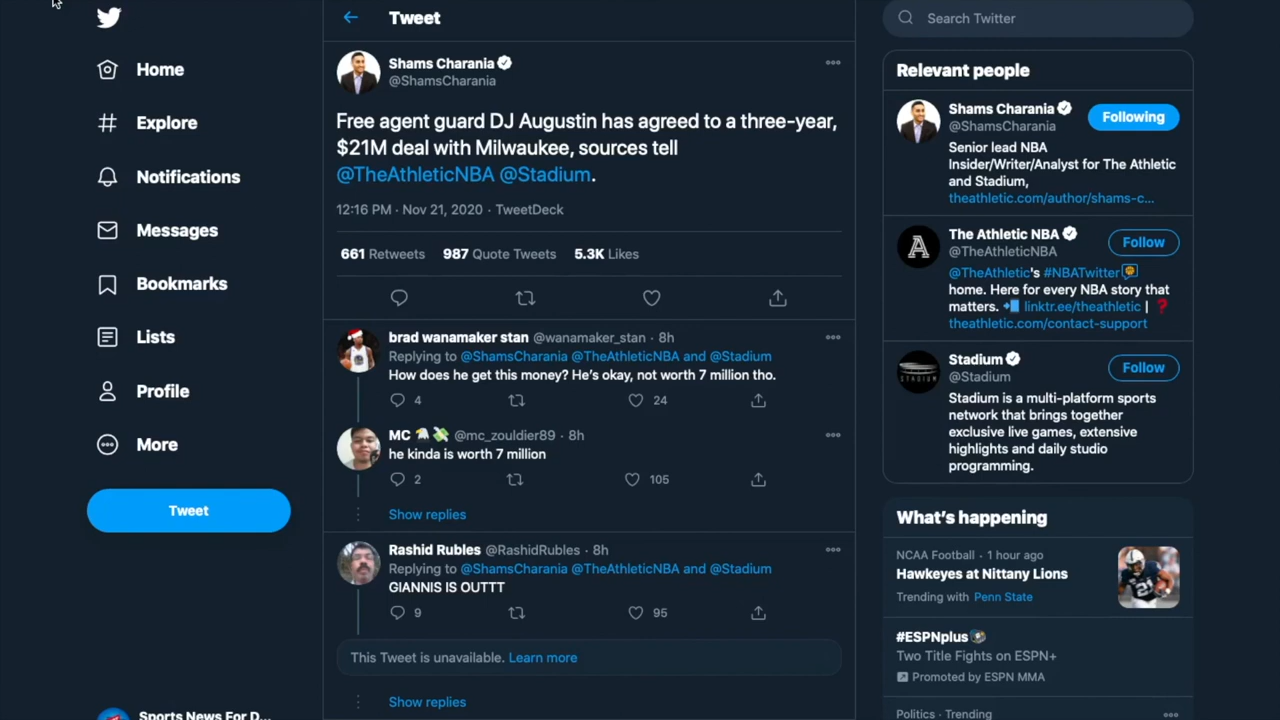 Home
Explore
Notifications
Messages
Bookmarks
Lists
Profile
More
Tweet
Sports News For D...
Tweet
Shams Charania
@ShamsCharania
Free agent guard DJ Augustin has agreed to a three-year,
$21M deal with Milwaukee, sources tell
@TheAthleticNBA @Stadium.
12:16 PM · Nov 21, 2020 · TweetDeck
661 Retweets 987 Quote Tweets 5.3K Likes
brad wanamaker stan @wanamaker_stan · 8h
Replying to @ShamsCharania @TheAthleticNBA and @Stadium
How does he get this money? He's okay, not worth 7 million tho.
4 24
MC @mc_zouldier89 · 8h
he kinda is worth 7 million
2 105
Show replies
Rashid Rubles @RashidRubles · 8h
Replying to @ShamsCharania @TheAthleticNBA and @Stadium
GIANNIS IS OUTTT
9 95
This Tweet is unavailable. Learn more
Show replies
Search Twitter
Relevant people
Shams Charania
@ShamsCharania
Following
Senior lead NBA
Insider/Writer/Analyst for The Athletic
and Stadium,
theathletic.com/author/shams-c...
The Athletic NBA
@TheAthleticNBA
Follow
@TheAthletic's #NBATwitter
home. Here for every NBA story that
matters. linktr.ee/theathletic |
theathletic.com/contact-support
Stadium
@Stadium
Follow
Stadium is a multi-platform sports
network that brings together
exclusive live games, extensive
highlights and daily studio
programming.
What's happening
NCAA Football · 1 hour ago
Hawkeyes at Nittany Lions
Trending with Penn State
#ESPNplus
Two Title Fights on ESPN+
Promoted by ESPN MMA
Politics · Trending